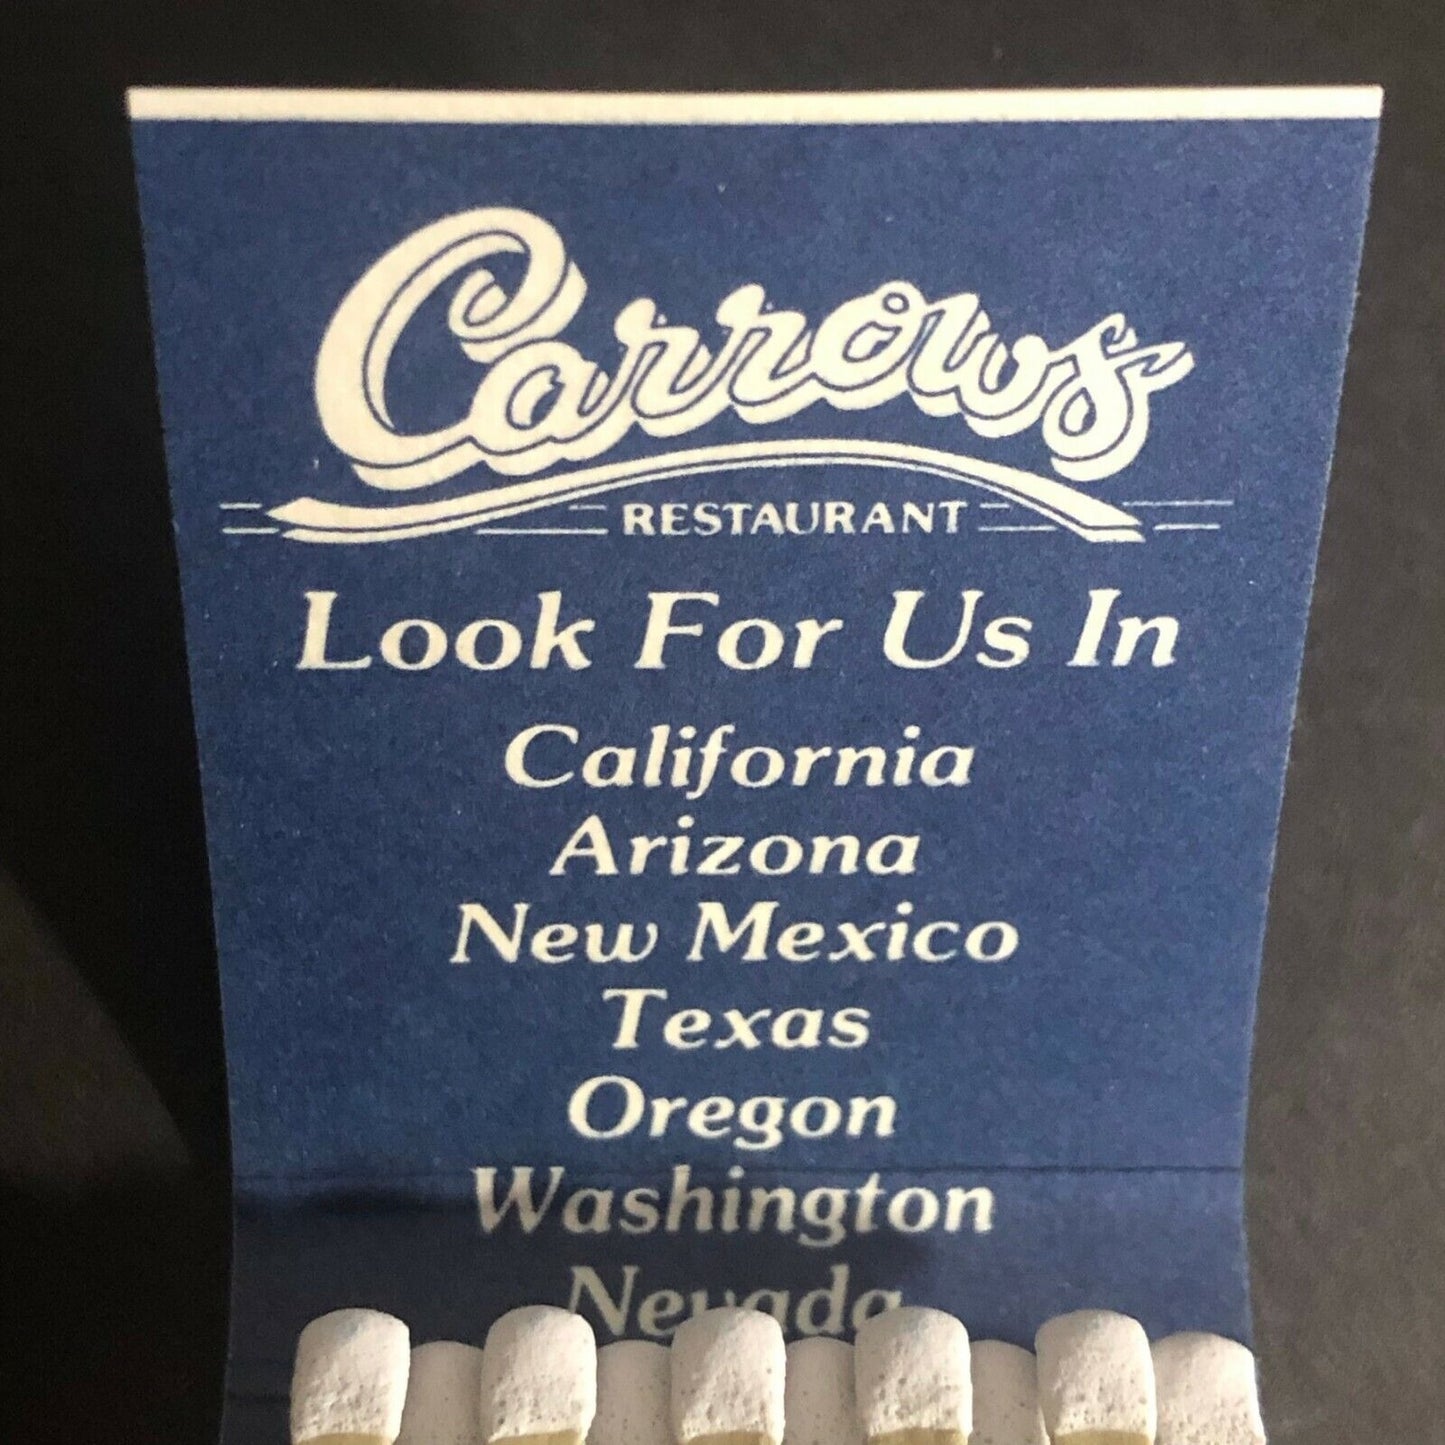 Carrows
RESTAURANT
Look For Us In
California
Arizona
New Mexico
Texas
Oregon
Washington
Nevada